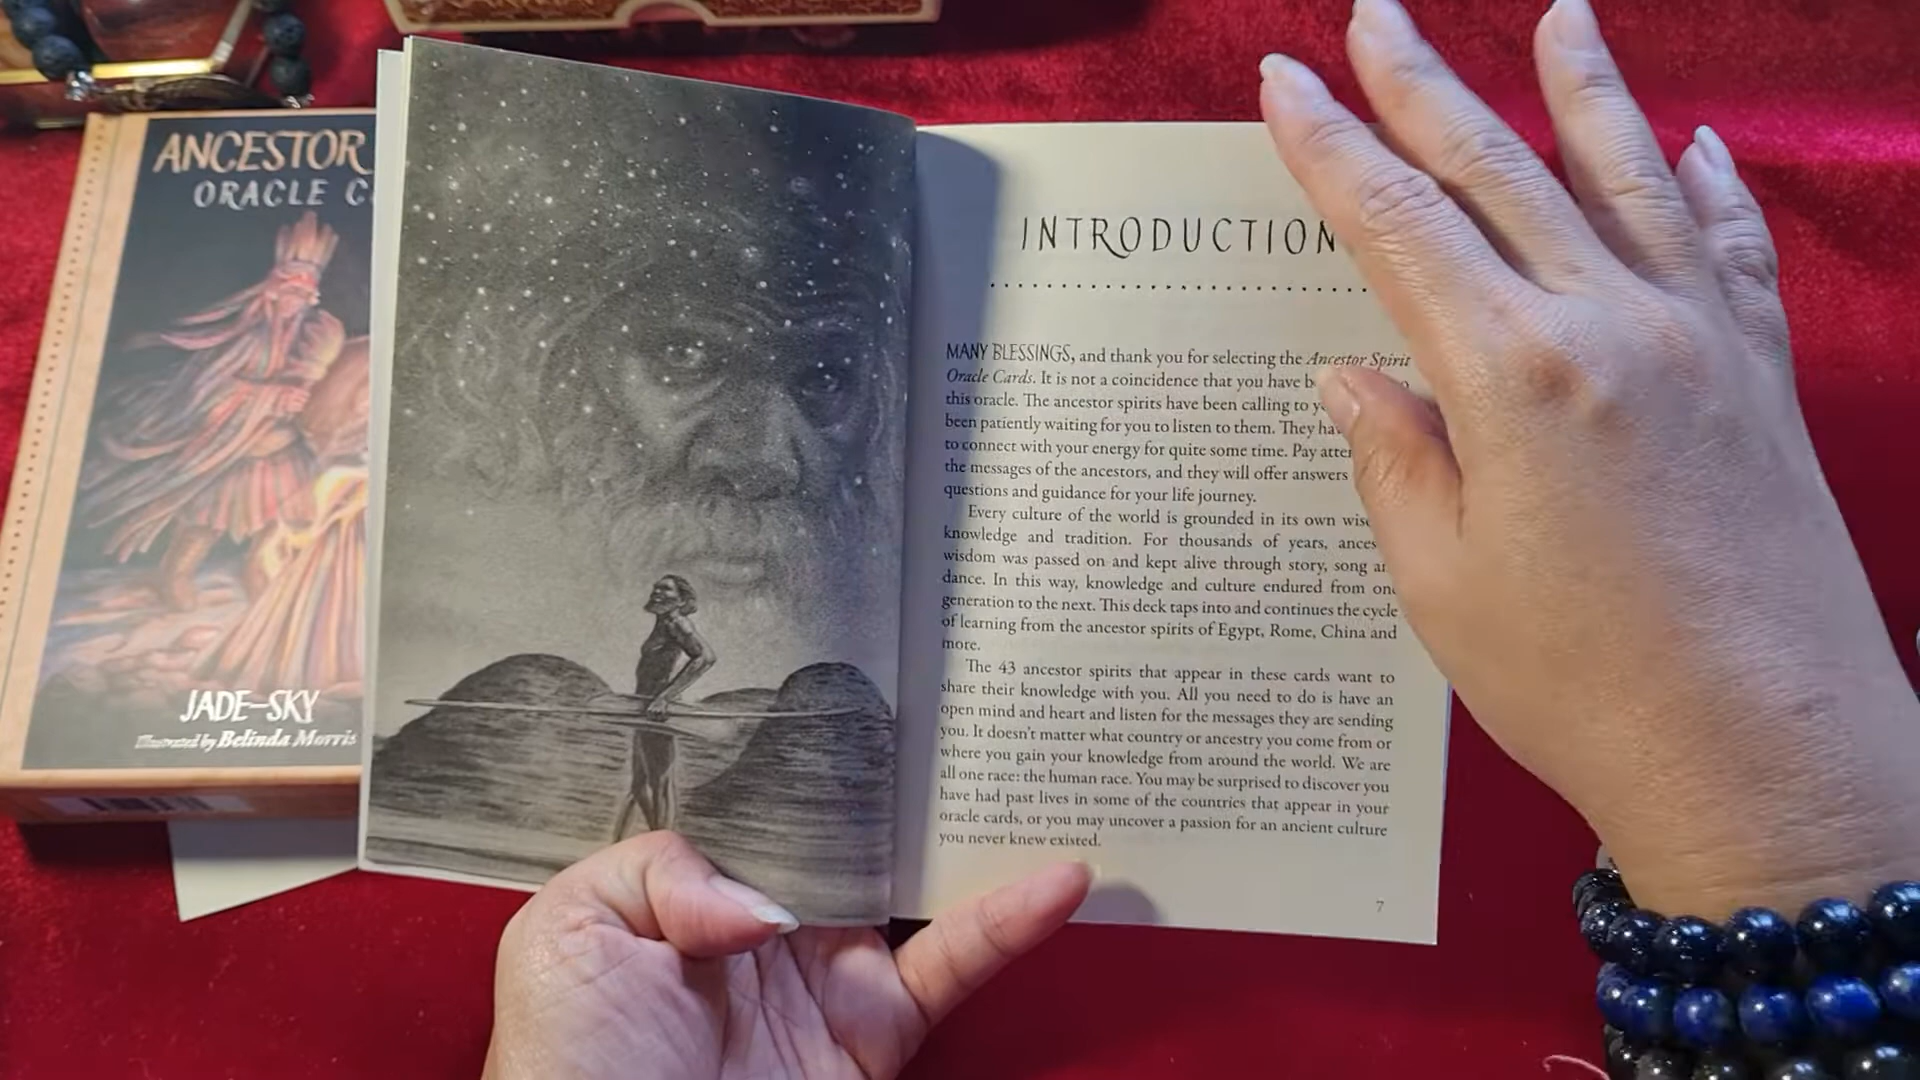 ANCESTOR
ORACLE C
JADE-SKY
Illustrated by Belinda Morris
INTRODUCTION
MANY BLESSINGS, and thank you for selecting the Ancestor Spirit
Oracle Cards. It is not a coincidence that you have
this oracle. The ancestor spirits have been calling to
been patiently waiting for you to listen to them. They
to connect with your energy for quite some time. Pay
the messages of the ancestors, and they will offer answers
questions and guidance for your life journey.
Every culture of the world is grounded in its own
knowledge and tradition. For thousands of years,
wisdom was passed on and kept alive through story, song
dance. In this way, knowledge and culture endured from one
generation to the next. This deck taps into and continues the cycle
of learning from the ancestor spirits of Egypt, Rome, China and
more.
The 43 ancestor spirits that appear in these cards want to
share their knowledge with you. All you need to do is have an
open mind and heart and listen for the messages they are sending
you. It doesn't matter what country or ancestry you come from or
where you gain your knowledge from around the world. We are
all one race: the human race. You may be surprised to discover you
have had past lives in some of the countries that appear in your
oracle cards, or you may uncover a passion for an ancient culture
you never knew existed.
7